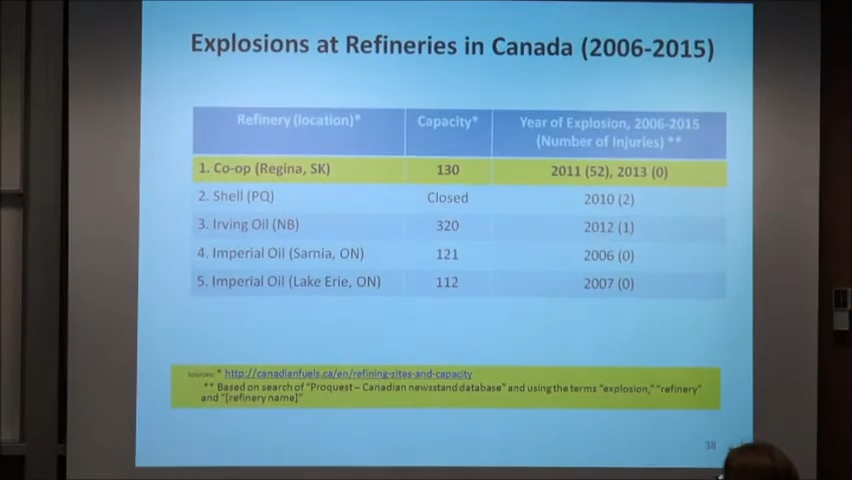 Explosions at Refineries in Canada (2006-2015)
Refinery (location)* Capacity* Year of Explosion, 2006-2015
(Number of Injuries) **
1. Co-op (Regina, SK) 130 2011 (52), 2013 (0)
2. Shell (PQ) Closed 2010 (2)
3. Irving Oil (NB) 320 2012 (1)
4. Imperial Oil (Sarnia, ON) 121 2006 (0)
5. Imperial Oil (Lake Erie, ON) 112 2007 (0)
sources: * http://canadianfuels.ca/en/refining-sites-and-capacity
** Based on search of "Proquest – Canadian newsstand database" and using the terms "explosion," "refinery"
and "[refinery name]"
38